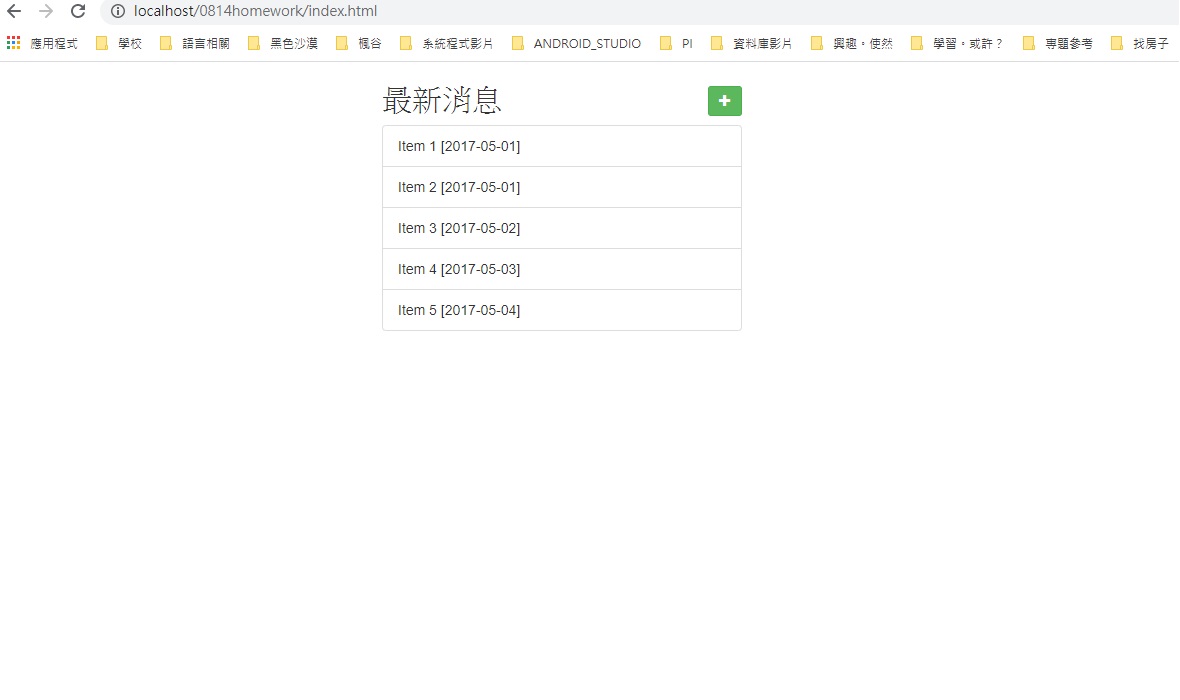 localhost/0814homework/index.html
應用程式 學校 語言相關 黑色沙漠 楓谷 系統程式影片 ANDROID_STUDIO PI 資料庫影片 興趣。使然 學習。或許？ 專題參考 找房子
最新消息
Item 1 [2017-05-01]
Item 2 [2017-05-01]
Item 3 [2017-05-02]
Item 4 [2017-05-03]
Item 5 [2017-05-04]